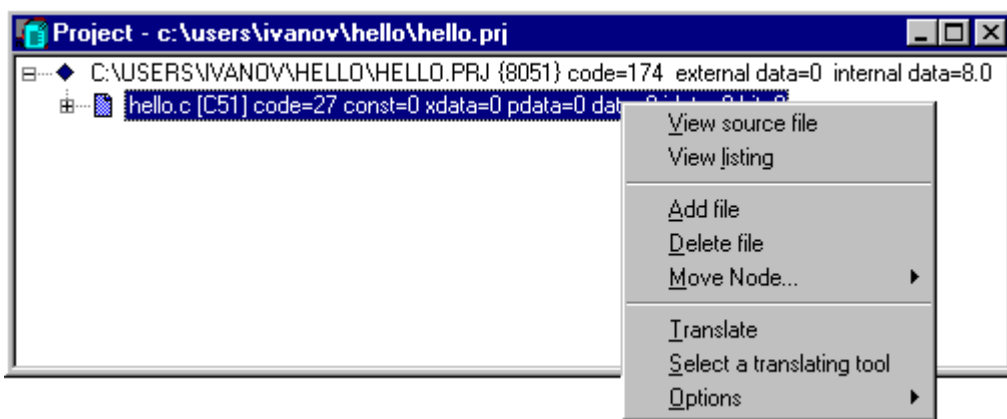 Project - c:\users\ivanov\hello\hello.prj
C:\USERS\IVANOV\HELLO\HELLO.PRJ {8051} code=174 external data=0 internal data=8.0
hello.c [C51] code=27 const=0 xdata=0 pdata=0
View source file
View listing
Add file
Delete file
Move Node...
Translate
Select a translating tool
Options